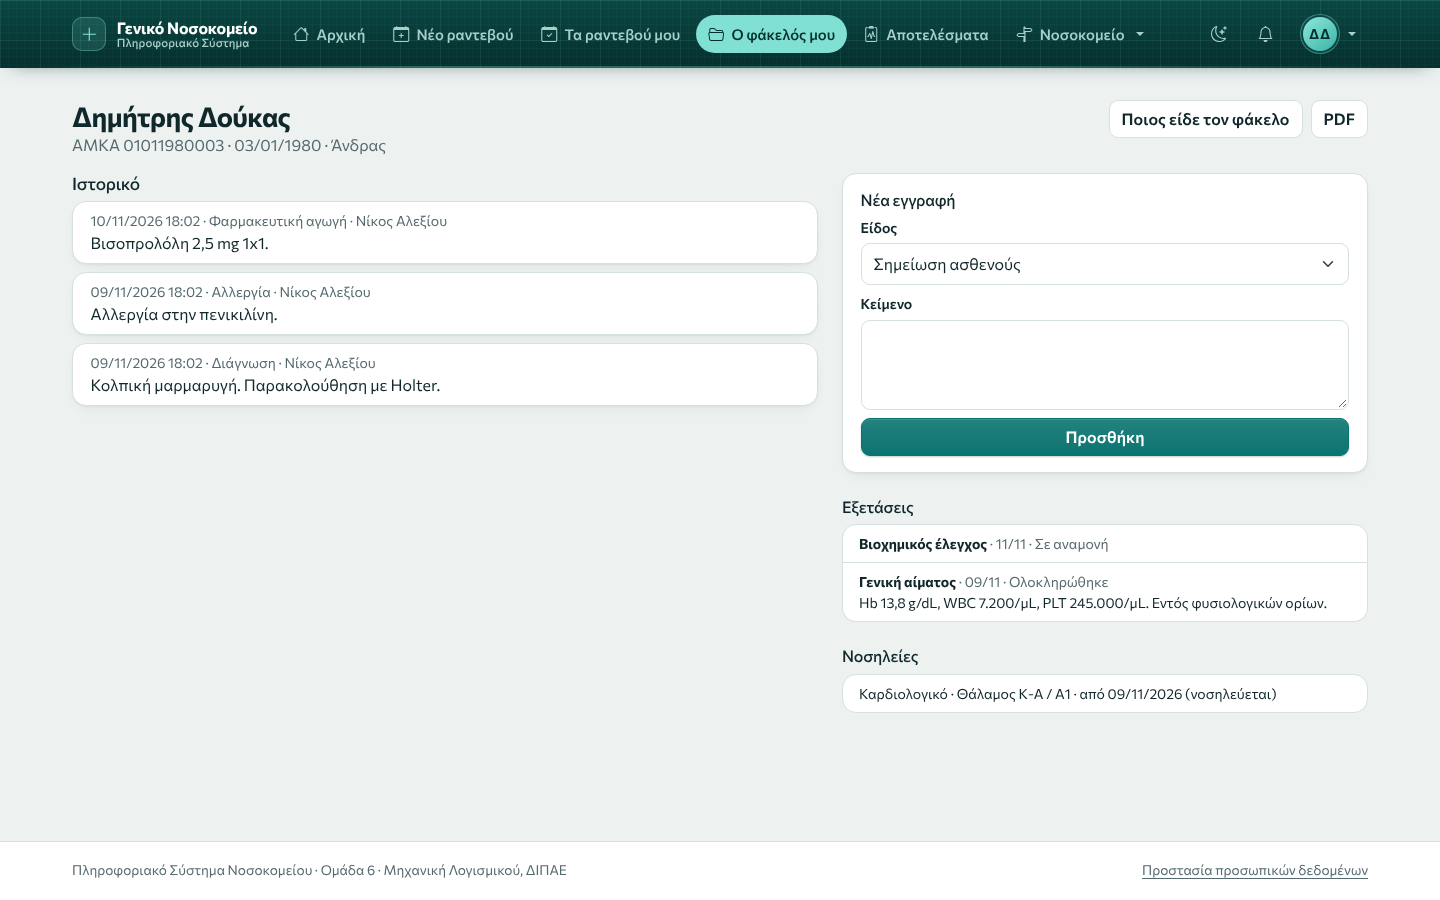 Γενικό Νοσοκομείο
Πληροφοριακό Σύστημα
Αρχική
Νέο ραντεβού
Τα ραντεβού μου
Ο φάκελός μου
Αποτελέσματα
Νοσοκομείο
ΔΔ
Δημήτρης Δούκας
ΑΜΚΑ 01011980003 · 03/01/1980 · Άνδρας
Ποιος είδε τον φάκελο
PDF
Ιστορικό
10/11/2026 18:02 · Φαρμακευτική αγωγή · Νίκος Αλεξίου
Βισοπρολόλη 2,5 mg 1x1.
09/11/2026 18:02 · Αλλεργία · Νίκος Αλεξίου
Αλλεργία στην πενικιλίνη.
09/11/2026 18:02 · Διάγνωση · Νίκος Αλεξίου
Κολπική μαρμαρυγή. Παρακολούθηση με Holter.
Νέα εγγραφή
Είδος
Σημείωση ασθενούς
Κείμενο
Προσθήκη
Εξετάσεις
Βιοχημικός έλεγχος · 11/11 · Σε αναμονή
Γενική αίματος · 09/11 · Ολοκληρώθηκε
Hb 13,8 g/dL, WBC 7.200/μL, PLT 245.000/μL. Εντός φυσιολογικών ορίων.
Νοσηλείες
Καρδιολογικό · Θάλαμος Κ-Α / Α1 · από 09/11/2026 (νοσηλεύεται)
Πληροφοριακό Σύστημα Νοσοκομείου · Ομάδα 6 · Μηχανική Λογισμικού, ΔΙΠΑΕ
Προστασία προσωπικών δεδομένων